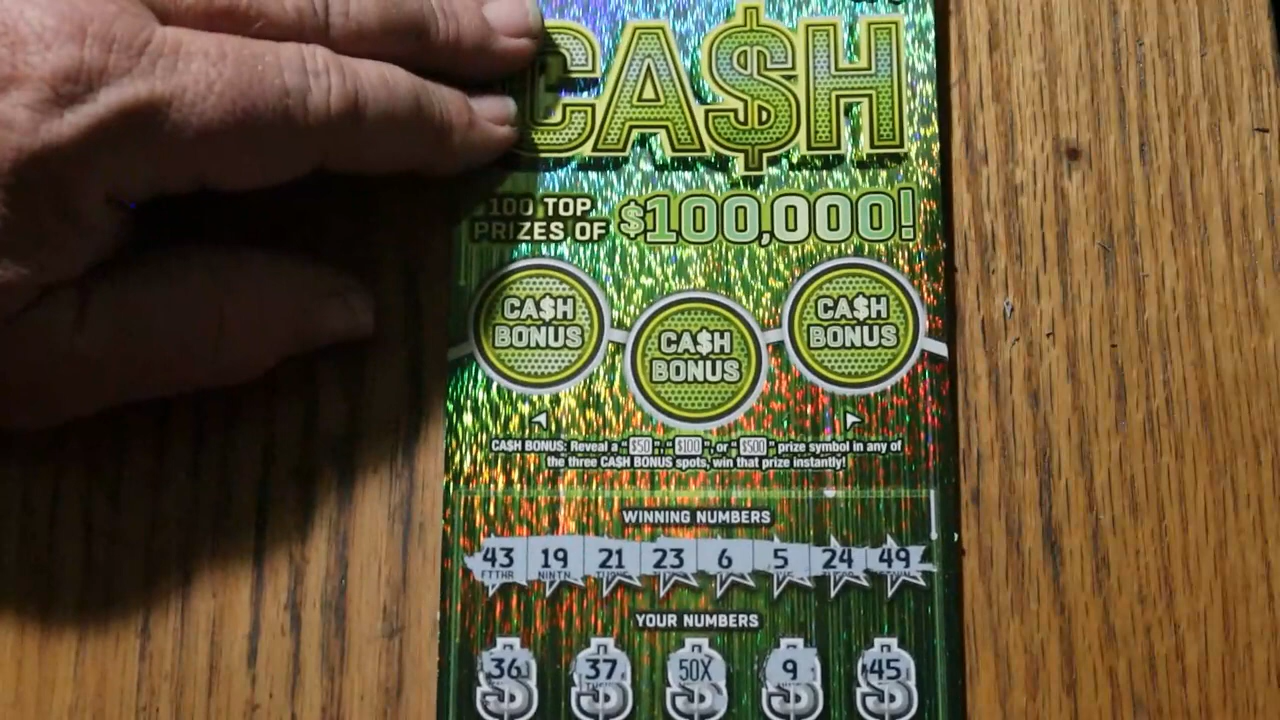 CA$H
100 TOP
PRIZES OF $100,000!
CA$H
BONUS
CA$H
BONUS
CA$H
BONUS
CA$H BONUS: Reveal a "$50", "$100", or "$500" prize symbol in any of
the three CA$H BONUS spots, win that prize instantly!
WINNING NUMBERS
43 19 21 23 6 5 24 49
YOUR NUMBERS
36 37 50X 9 45